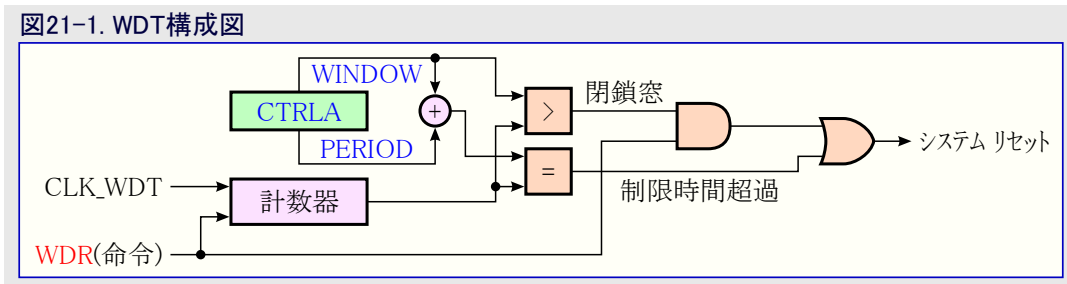 図21-1. WDT構成図
WINDOW
CTRLA
PERIOD
+
>
=
閉鎖窓
制限時間超過
システム リセット
CLK_WDT
計数器
WDR(命令)